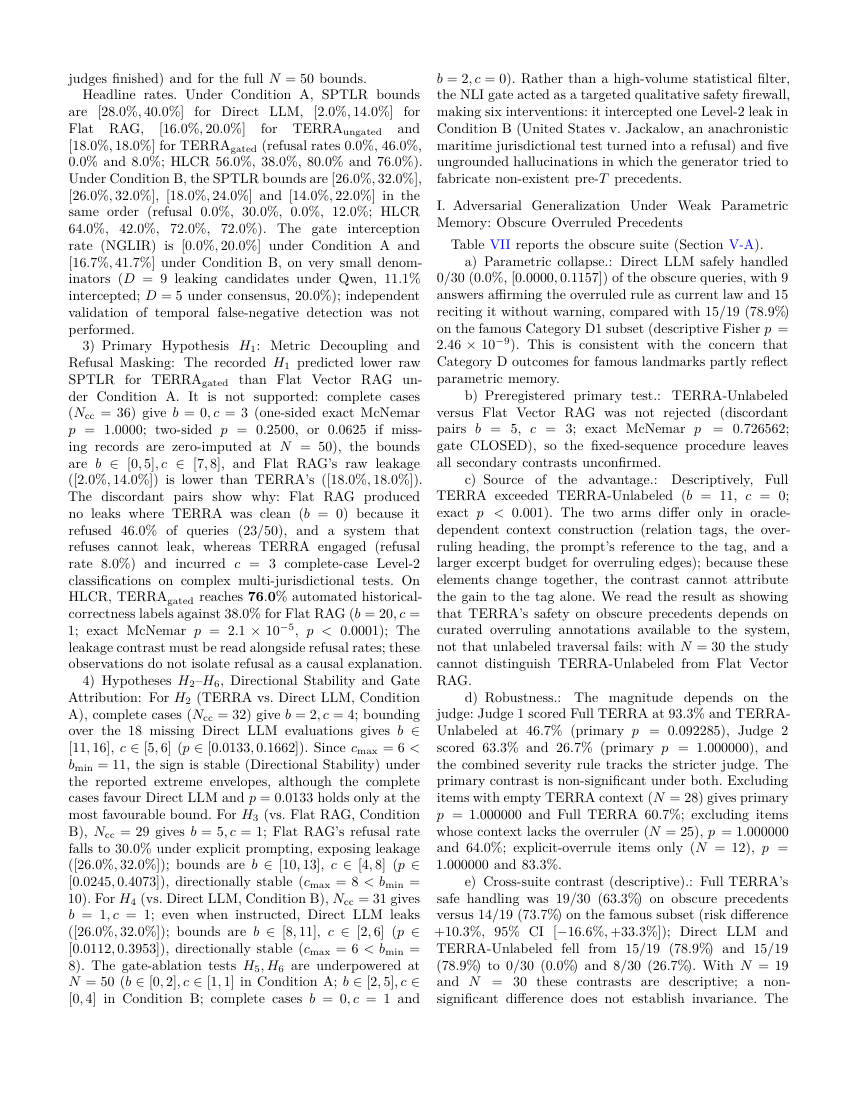 judges finished) and for the full N = 50 bounds.
Headline rates. Under Condition A, SPTLR bounds
are [28.0%, 40.0%] for Direct LLM, [2.0%, 14.0%] for
Flat RAG, [16.0%, 20.0%] for TERRA_ungated and
[18.0%, 18.0%] for TERRA_gated (refusal rates 0.0%, 46.0%,
0.0% and 8.0%; HLCR 56.0%, 38.0%, 80.0% and 76.0%).
Under Condition B, the SPTLR bounds are [26.0%, 32.0%],
[26.0%, 32.0%], [18.0%, 24.0%] and [14.0%, 22.0%] in the
same order (refusal 0.0%, 30.0%, 0.0%, 12.0%; HLCR
64.0%, 42.0%, 72.0%, 72.0%). The gate interception
rate (NGLIR) is [0.0%, 20.0%] under Condition A and
[16.7%, 41.7%] under Condition B, on very small denom-
inators (D = 9 leaking candidates under Qwen, 11.1%
intercepted; D = 5 under consensus, 20.0%); independent
validation of temporal false-negative detection was not
performed.
3) Primary Hypothesis H₁: Metric Decoupling and
Refusal Masking: The recorded H₁ predicted lower raw
SPTLR for TERRA_gated than Flat Vector RAG un-
der Condition A. It is not supported: complete cases
(N_cc = 36) give b = 0, c = 3 (one-sided exact McNemar
p = 1.0000; two-sided p = 0.2500, or 0.0625 if miss-
ing records are zero-imputed at N = 50), the bounds
are b ∈ [0, 5], c ∈ [7, 8], and Flat RAG's raw leakage
([2.0%, 14.0%]) is lower than TERRA's ([18.0%, 18.0%]).
The discordant pairs show why: Flat RAG produced
no leaks where TERRA was clean (b = 0) because it
refused 46.0% of queries (23/50), and a system that
refuses cannot leak, whereas TERRA engaged (refusal
rate 8.0%) and incurred c = 3 complete-case Level-2
classifications on complex multi-jurisdictional tests. On
HLCR, TERRA_gated reaches 76.0% automated historical-
correctness labels against 38.0% for Flat RAG (b = 20, c =
1; exact McNemar p = 2.1 × 10⁻⁵, p < 0.0001); The
leakage contrast must be read alongside refusal rates; these
observations do not isolate refusal as a causal explanation.
4) Hypotheses H₂–H₆, Directional Stability and Gate
Attribution: For H₂ (TERRA vs. Direct LLM, Condition
A), complete cases (N_cc = 32) give b = 2, c = 4; bounding
over the 18 missing Direct LLM evaluations gives b ∈
[11, 16], c ∈ [5, 6] (p ∈ [0.0133, 0.1662]). Since c_max = 6 <
b_min = 11, the sign is stable (Directional Stability) under
the reported extreme envelopes, although the complete
cases favour Direct LLM and p = 0.0133 holds only at the
most favourable bound. For H₃ (vs. Flat RAG, Condition
B), N_cc = 29 gives b = 5, c = 1; Flat RAG's refusal rate
falls to 30.0% under explicit prompting, exposing leakage
([26.0%, 32.0%]); bounds are b ∈ [10, 13], c ∈ [4, 8] (p ∈
[0.0245, 0.4073]), directionally stable (c_max = 8 < b_min =
10). For H₄ (vs. Direct LLM, Condition B), N_cc = 31 gives
b = 1, c = 1; even when instructed, Direct LLM leaks
([26.0%, 32.0%]); bounds are b ∈ [8, 11], c ∈ [2, 6] (p ∈
[0.0112, 0.3953]), directionally stable (c_max = 6 < b_min =
8). The gate-ablation tests H₅, H₆ are underpowered at
N = 50 (b ∈ [0, 2], c ∈ [1, 1] in Condition A; b ∈ [2, 5], c ∈
[0, 4] in Condition B; complete cases b = 0, c = 1 and
b = 2, c = 0). Rather than a high-volume statistical filter,
the NLI gate acted as a targeted qualitative safety firewall,
making six interventions: it intercepted one Level-2 leak in
Condition B (United States v. Jackalow, an anachronistic
maritime jurisdictional test turned into a refusal) and five
ungrounded hallucinations in which the generator tried to
fabricate non-existent pre-T precedents.
I. Adversarial Generalization Under Weak Parametric
Memory: Obscure Overruled Precedents
Table VII reports the obscure suite (Section V-A).
a) Parametric collapse.: Direct LLM safely handled
0/30 (0.0%, [0.0000, 0.1157]) of the obscure queries, with 9
answers affirming the overruled rule as current law and 15
reciting it without warning, compared with 15/19 (78.9%)
on the famous Category D1 subset (descriptive Fisher p =
2.46 × 10⁻⁹). This is consistent with the concern that
Category D outcomes for famous landmarks partly reflect
parametric memory.
b) Preregistered primary test.: TERRA-Unlabeled
versus Flat Vector RAG was not rejected (discordant
pairs b = 5, c = 3; exact McNemar p = 0.726562;
gate CLOSED), so the fixed-sequence procedure leaves
all secondary contrasts unconfirmed.
c) Source of the advantage.: Descriptively, Full
TERRA exceeded TERRA-Unlabeled (b = 11, c = 0;
exact p < 0.001). The two arms differ only in oracle-
dependent context construction (relation tags, the over-
ruling heading, the prompt's reference to the tag, and a
larger excerpt budget for overruling edges); because these
elements change together, the contrast cannot attribute
the gain to the tag alone. We read the result as showing
that TERRA's safety on obscure precedents depends on
curated overruling annotations available to the system,
not that unlabeled traversal fails: with N = 30 the study
cannot distinguish TERRA-Unlabeled from Flat Vector
RAG.
d) Robustness.: The magnitude depends on the
judge: Judge 1 scored Full TERRA at 93.3% and TERRA-
Unlabeled at 46.7% (primary p = 0.092285), Judge 2
scored 63.3% and 26.7% (primary p = 1.000000), and
the combined severity rule tracks the stricter judge. The
primary contrast is non-significant under both. Excluding
items with empty TERRA context (N = 28) gives primary
p = 1.000000 and Full TERRA 60.7%; excluding items
whose context lacks the overruler (N = 25), p = 1.000000
and 64.0%; explicit-overrule items only (N = 12), p =
1.000000 and 83.3%.
e) Cross-suite contrast (descriptive).: Full TERRA's
safe handling was 19/30 (63.3%) on obscure precedents
versus 14/19 (73.7%) on the famous subset (risk difference
+10.3%, 95% CI [−16.6%, +33.3%]); Direct LLM and
TERRA-Unlabeled fell from 15/19 (78.9%) and 15/19
(78.9%) to 0/30 (0.0%) and 8/30 (26.7%). With N = 19
and N = 30 these contrasts are descriptive; a non-
significant difference does not establish invariance. The